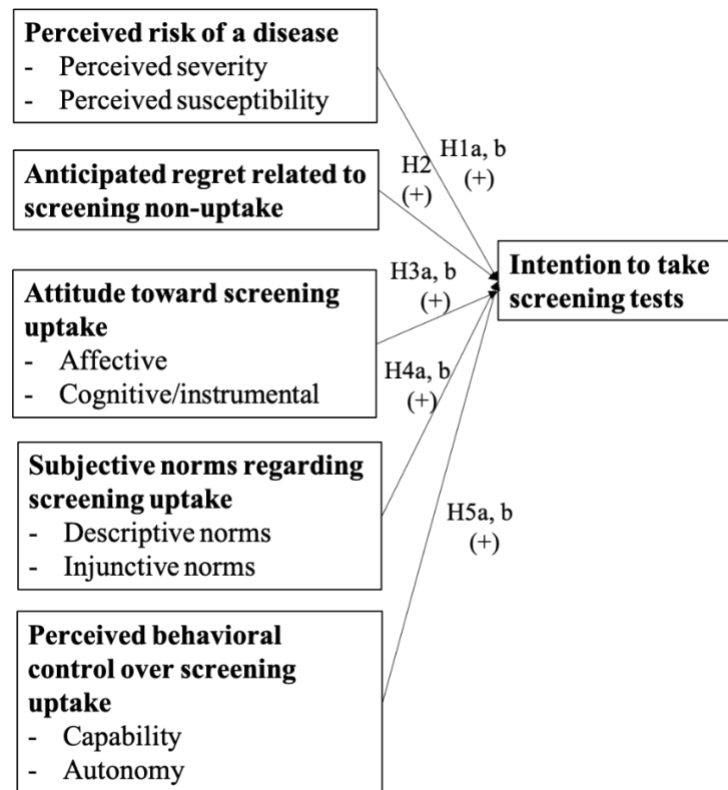 Perceived risk of a disease
- Perceived severity
- Perceived susceptibility
H1a, b
(+)
H2
(+)
Anticipated regret related to
screening non-uptake
Intention to take
screening tests
H3a, b
(+)
Attitude toward screening
uptake
- Affective
- Cognitive/instrumental
H4a, b
(+)
Subjective norms regarding
screening uptake
- Descriptive norms
- Injunctive norms
H5a, b
(+)
Perceived behavioral
control over screening
uptake
- Capability
- Autonomy